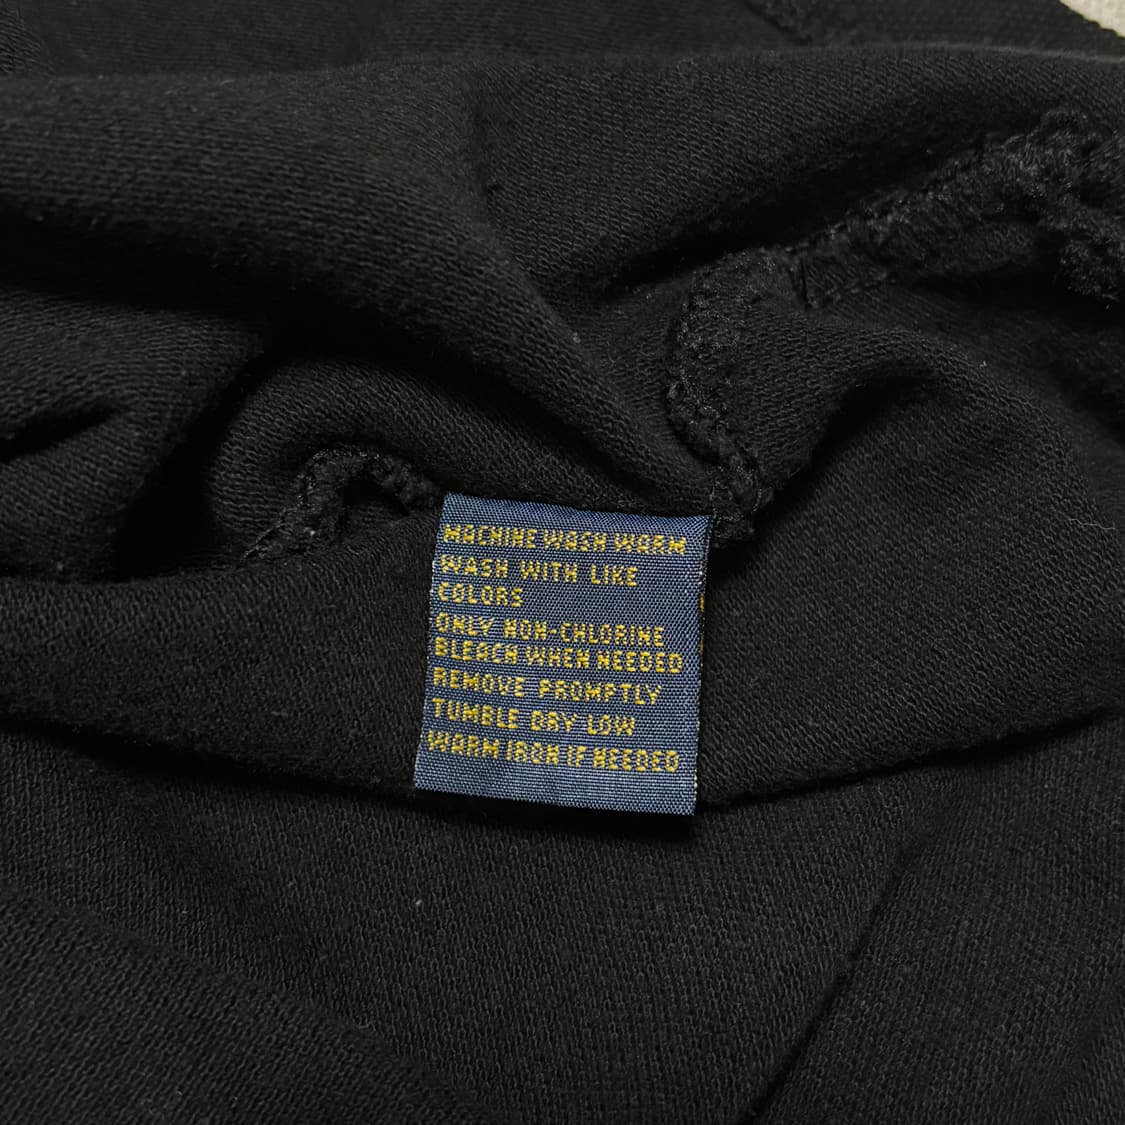 MACHINE WASH WARM
WASH WITH LIKE
COLORS
ONLY NON-CHLORINE
BLEACH WHEN NEEDED
REMOVE PROMPTLY
TUMBLE DRY LOW
WARM IRON IF NEEDED